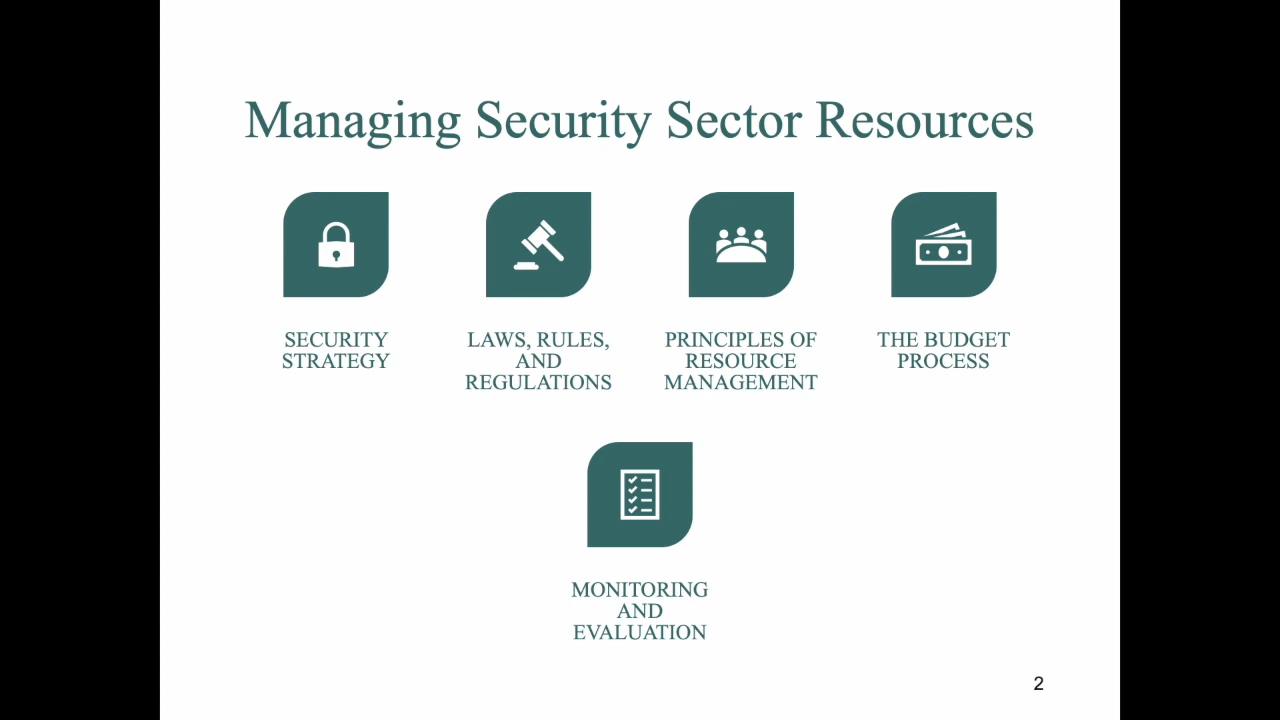 Managing Security Sector Resources
SECURITY
STRATEGY
LAWS, RULES,
AND
REGULATIONS
PRINCIPLES OF
RESOURCE
MANAGEMENT
THE BUDGET
PROCESS
MONITORING
AND
EVALUATION
2